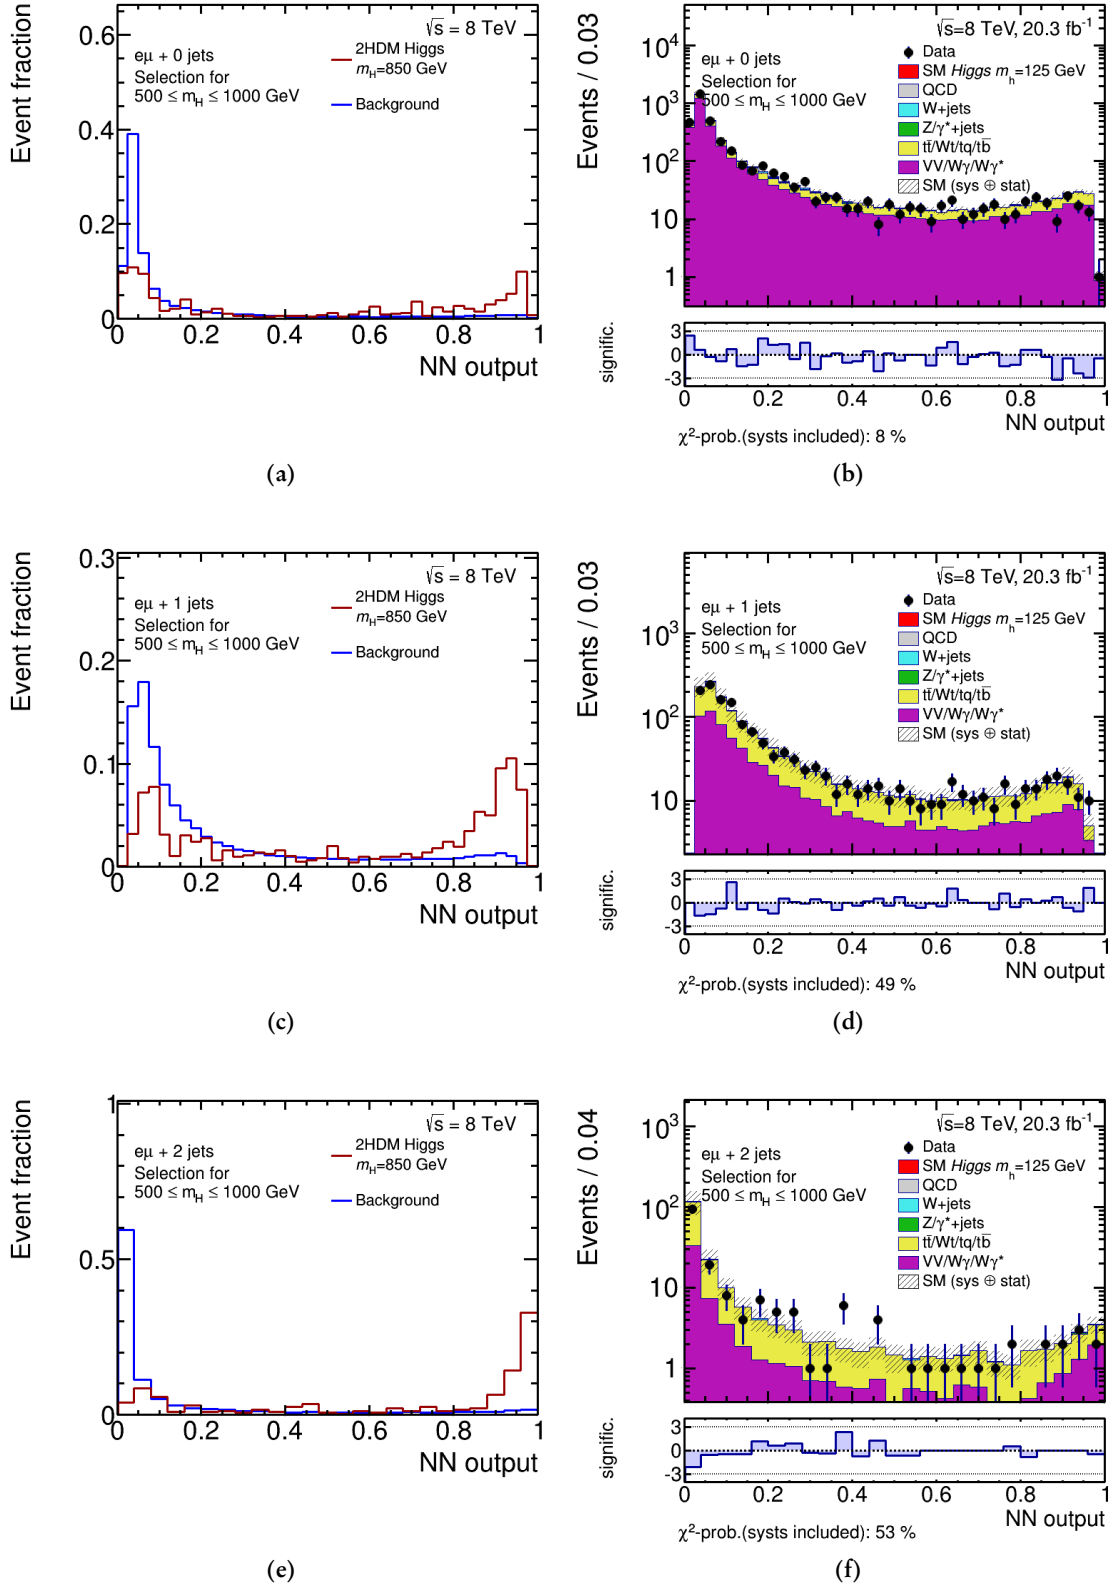 Event fraction
0.6
0.4
0.2
0
0 0.2 0.4 0.6 0.8 1
NN output
√s = 8 TeV
eμ + 0 jets
Selection for
500 ≤ m_H ≤ 1000 GeV
2HDM Higgs
m_H=850 GeV
Background
(a)
Events / 0.03
10^4
10^3
10^2
10
1
√s=8 TeV, 20.3 fb^-1
eμ + 0 jets
Selection for
500 ≤ m_H ≤ 1000 GeV
Data
SM Higgs m_h=125 GeV
QCD
W+jets
Z/γ*+jets
tt̄/Wt/tq/tb̄
VV/Wγ/Wγ*
SM (sys ⊕ stat)
signific.
3
0
-3
0 0.2 0.4 0.6 0.8 1
NN output
χ²-prob.(systs included): 8 %
(b)
Event fraction
0.3
0.2
0.1
0
0 0.2 0.4 0.6 0.8 1
NN output
√s = 8 TeV
eμ + 1 jets
Selection for
500 ≤ m_H ≤ 1000 GeV
2HDM Higgs
m_H=850 GeV
Background
(c)
Events / 0.03
10^3
10^2
10
√s=8 TeV, 20.3 fb^-1
eμ + 1 jets
Selection for
500 ≤ m_H ≤ 1000 GeV
Data
SM Higgs m_h=125 GeV
QCD
W+jets
Z/γ*+jets
tt̄/Wt/tq/tb̄
VV/Wγ/Wγ*
SM (sys ⊕ stat)
signific.
3
0
-3
0 0.2 0.4 0.6 0.8 1
NN output
χ²-prob.(systs included): 49 %
(d)
Event fraction
1
0.5
0
0 0.2 0.4 0.6 0.8 1
NN output
√s = 8 TeV
eμ + 2 jets
Selection for
500 ≤ m_H ≤ 1000 GeV
2HDM Higgs
m_H=850 GeV
Background
(e)
Events / 0.04
10^3
10^2
10
1
√s=8 TeV, 20.3 fb^-1
eμ + 2 jets
Selection for
500 ≤ m_H ≤ 1000 GeV
Data
SM Higgs m_h=125 GeV
QCD
W+jets
Z/γ*+jets
tt̄/Wt/tq/tb̄
VV/Wγ/Wγ*
SM (sys ⊕ stat)
signific.
3
0
-3
0 0.2 0.4 0.6 0.8 1
NN output
χ²-prob.(systs included): 53 %
(f)